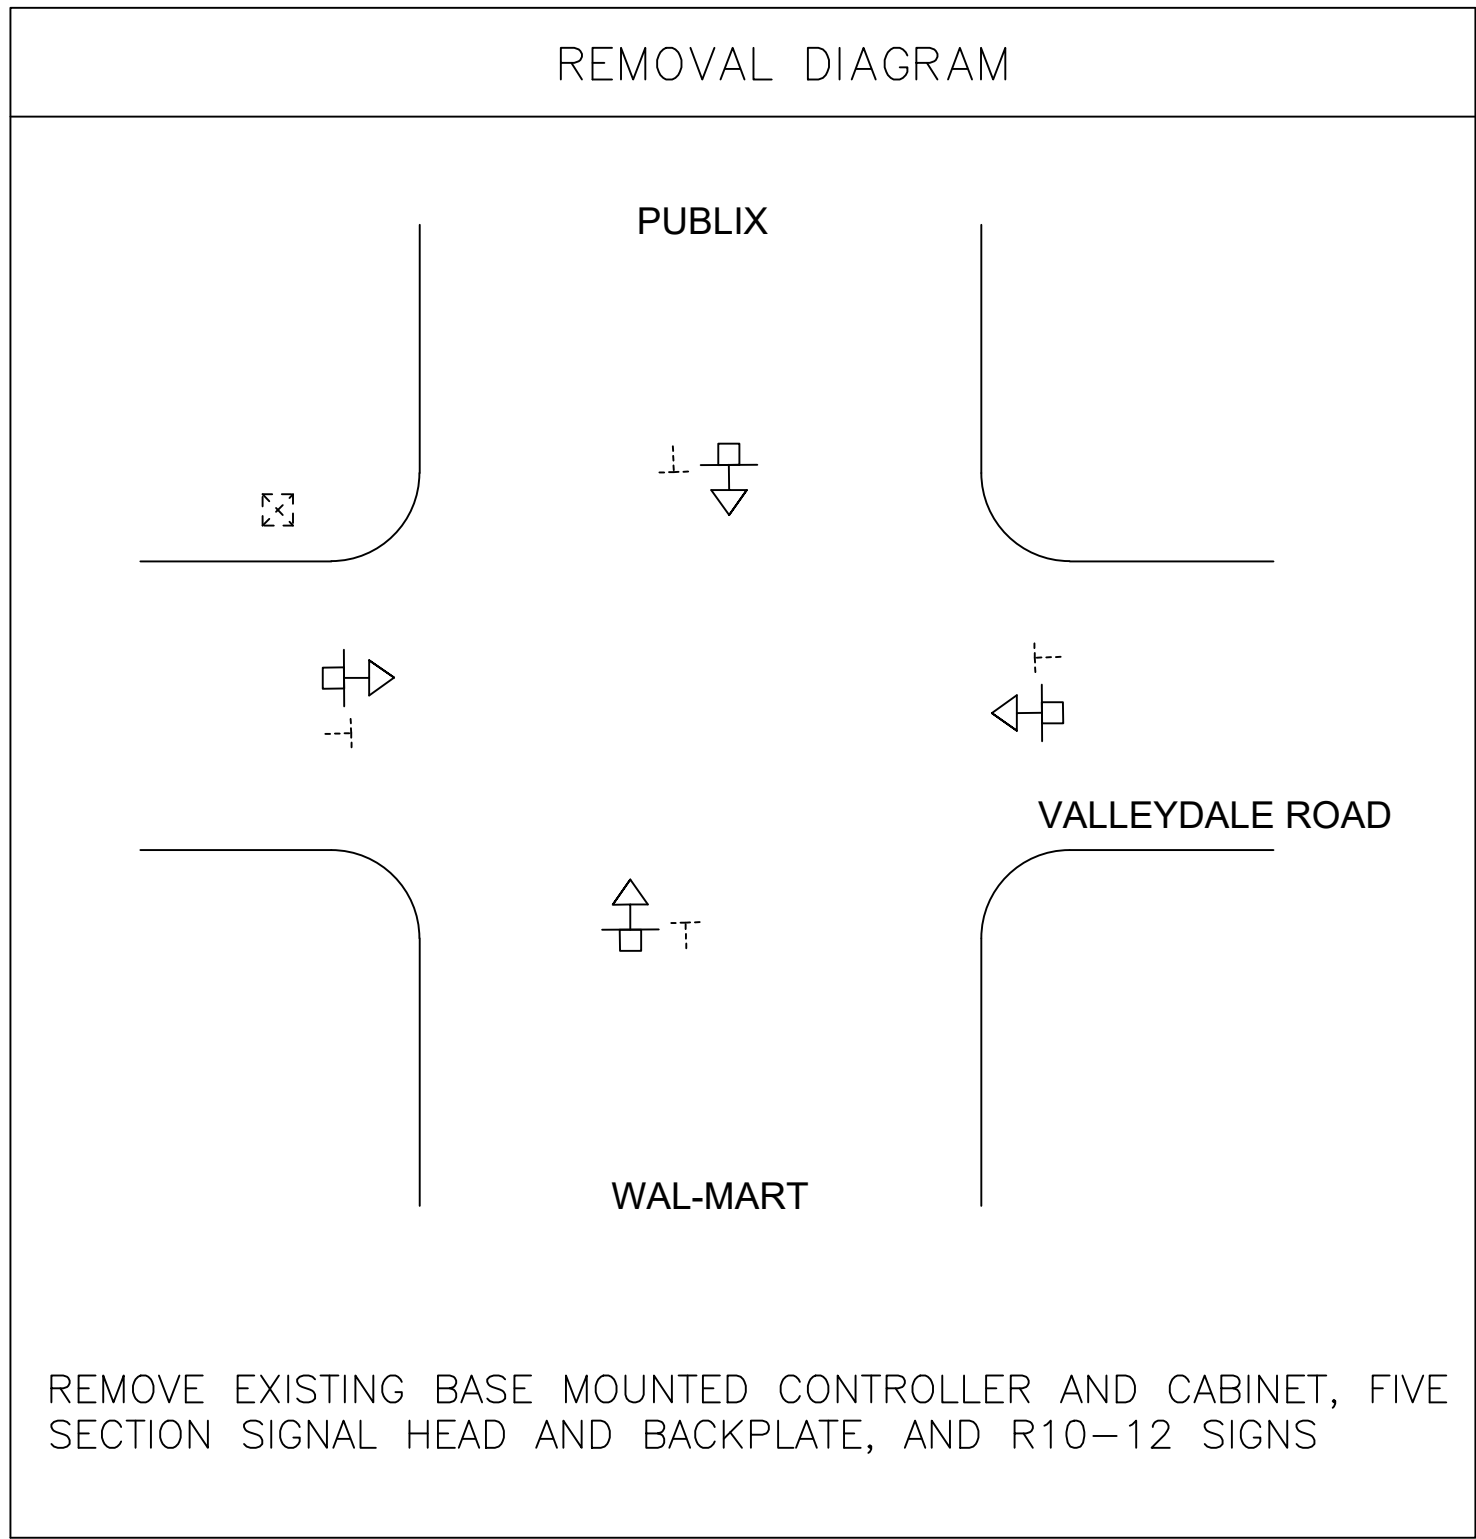 REMOVAL DIAGRAM
PUBLIX
VALLEYDALE ROAD
WAL-MART
REMOVE EXISTING BASE MOUNTED CONTROLLER AND CABINET, FIVE
SECTION SIGNAL HEAD AND BACKPLATE, AND R10-12 SIGNS